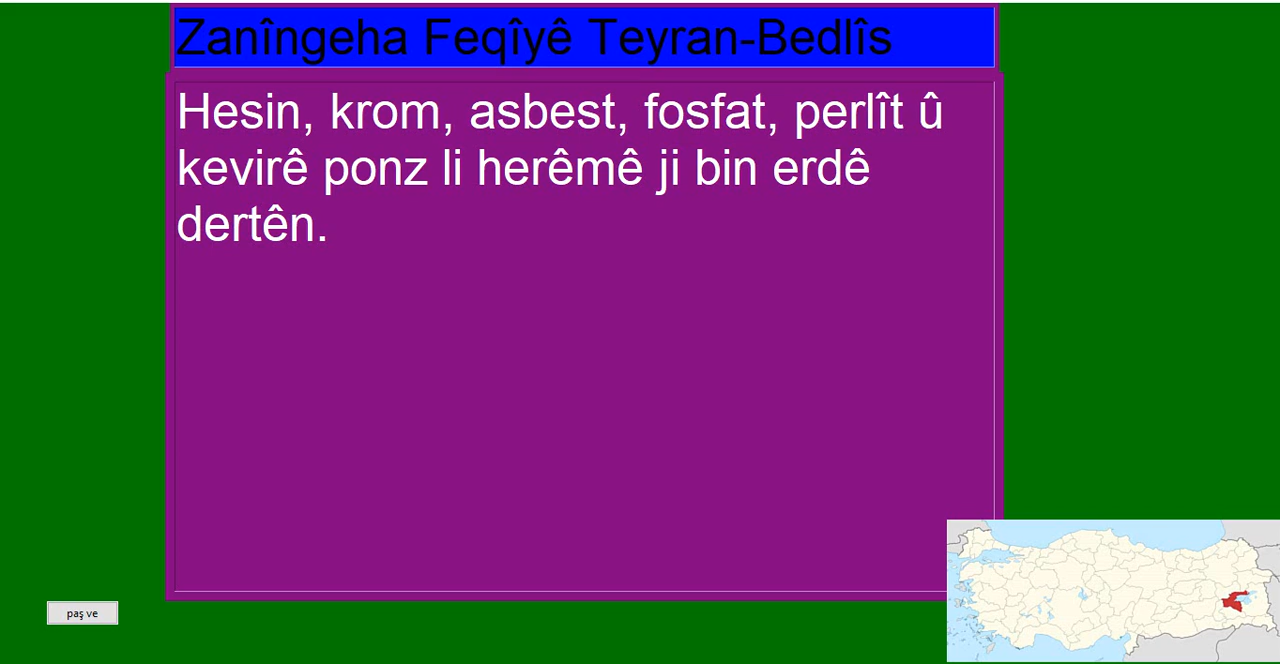 Zanîngeha Feqîyê Teyran-Bedlîs
Hesin, krom, asbest, fosfat, perlît û
kevirê ponz li herêmê ji bin erdê
dertên.
paş ve